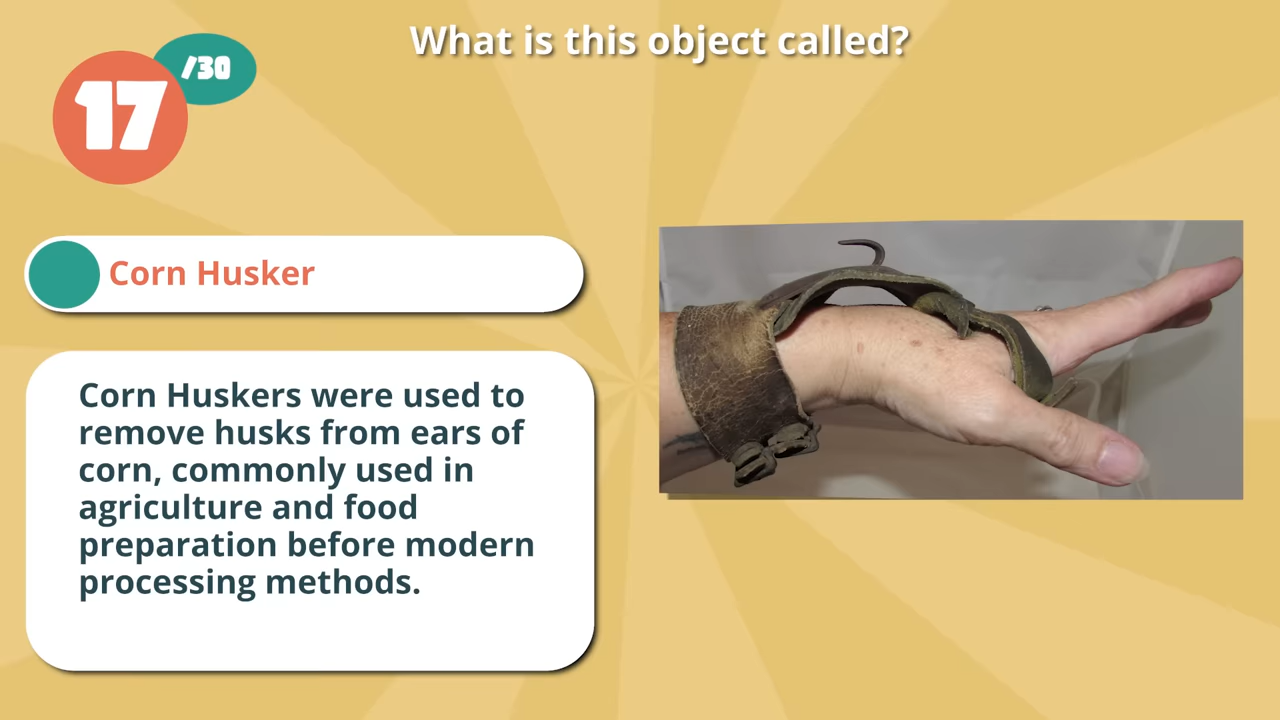 What is this object called?
17
/30
Corn Husker
Corn Huskers were used to
remove husks from ears of
corn, commonly used in
agriculture and food
preparation before modern
processing methods.